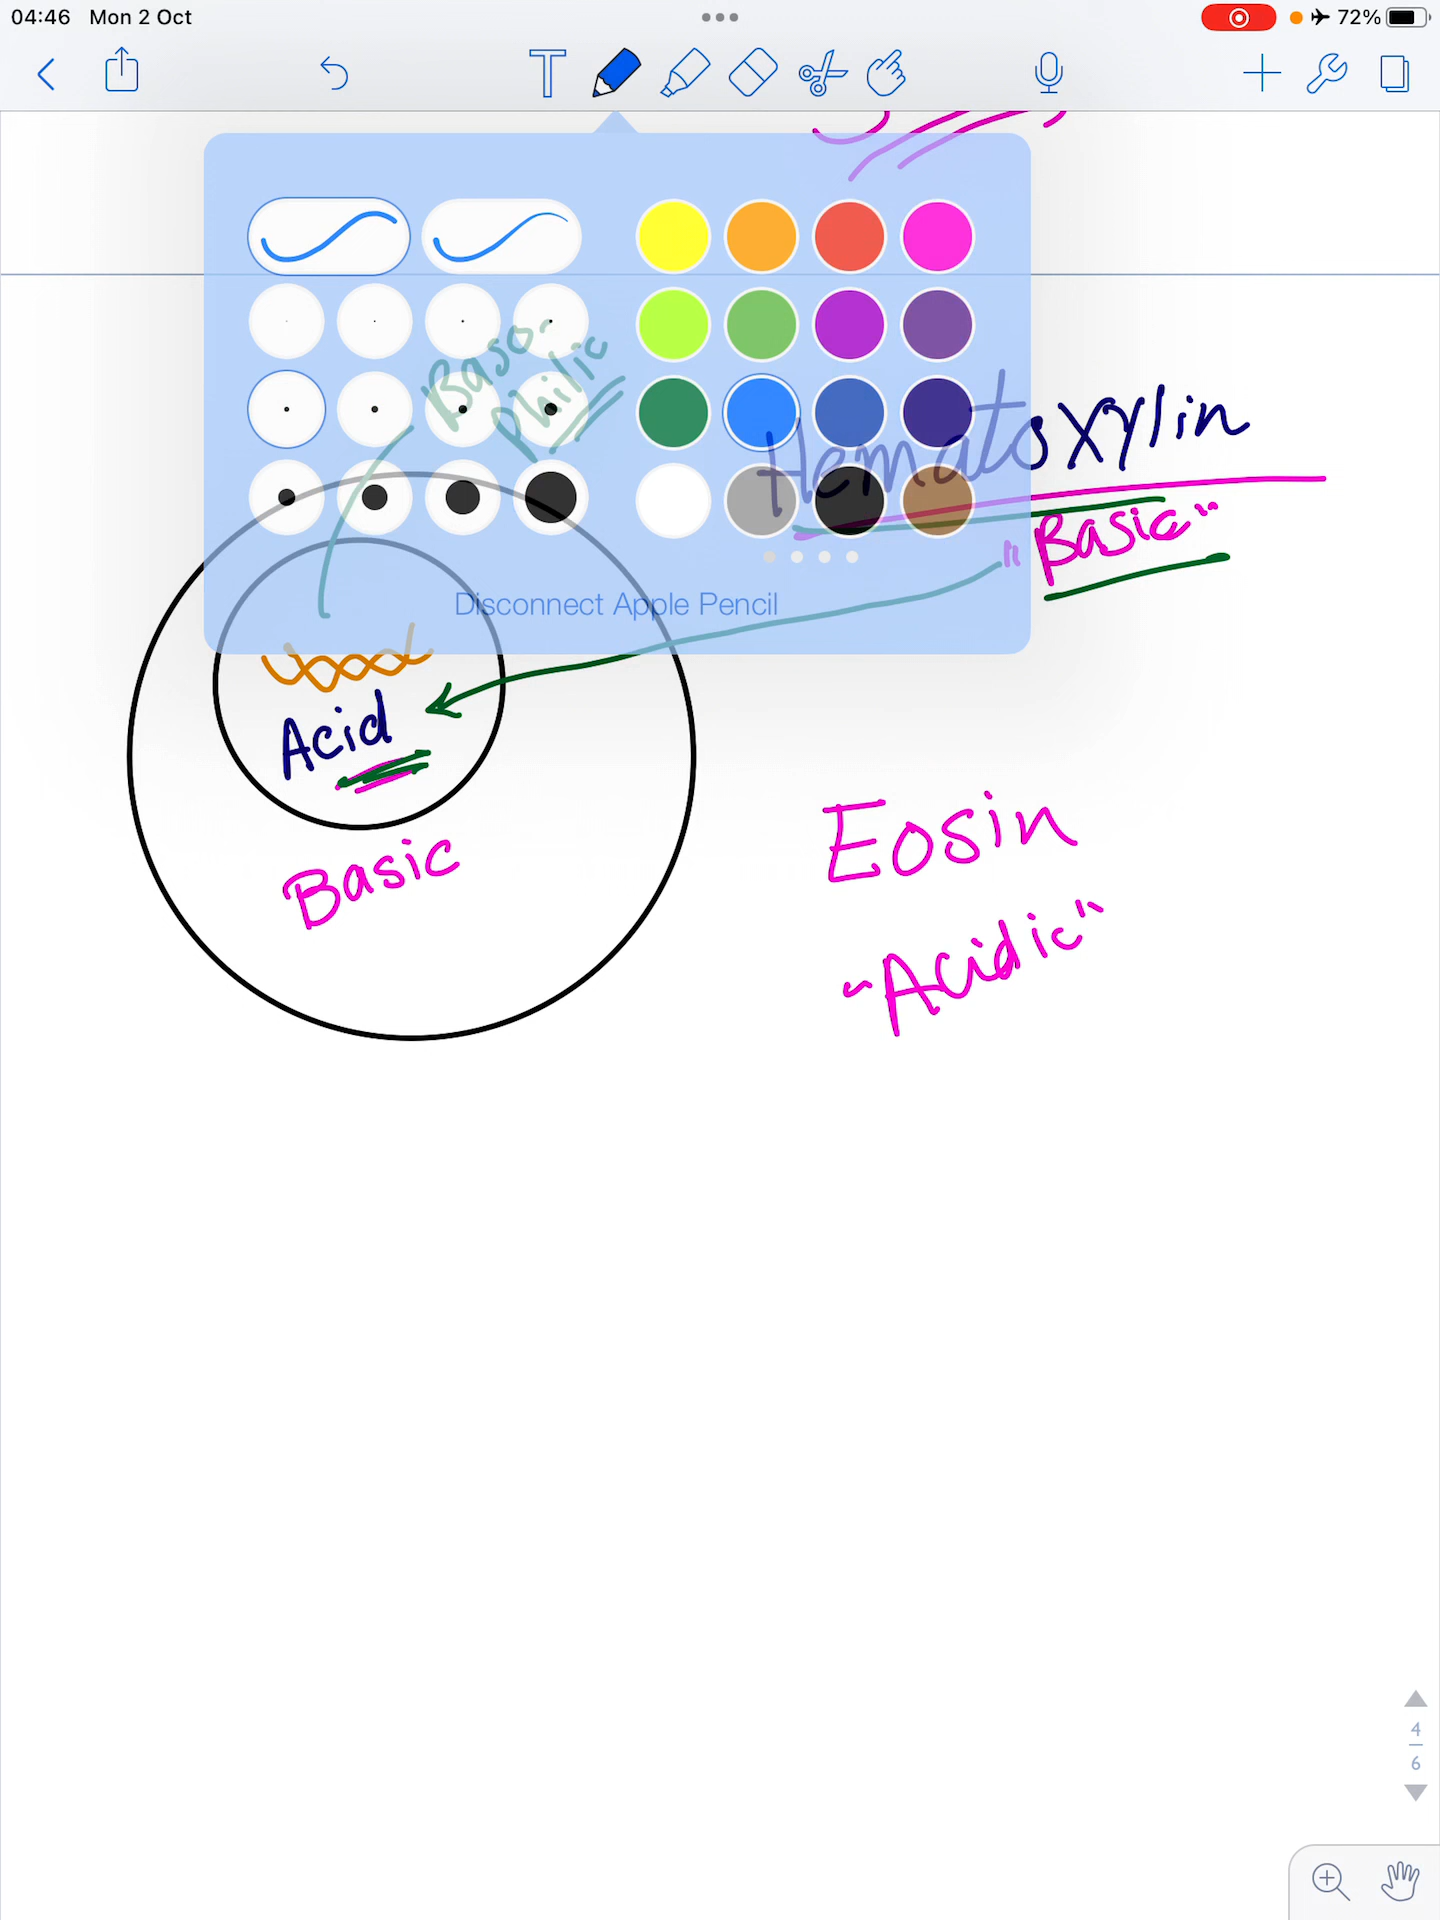 04:46 Mon 2 Oct
72%
Baso-
philic
Hematoxylin
"Basic"
Disconnect Apple Pencil
Acid
Basic
Eosin
"Acidic"
4
6